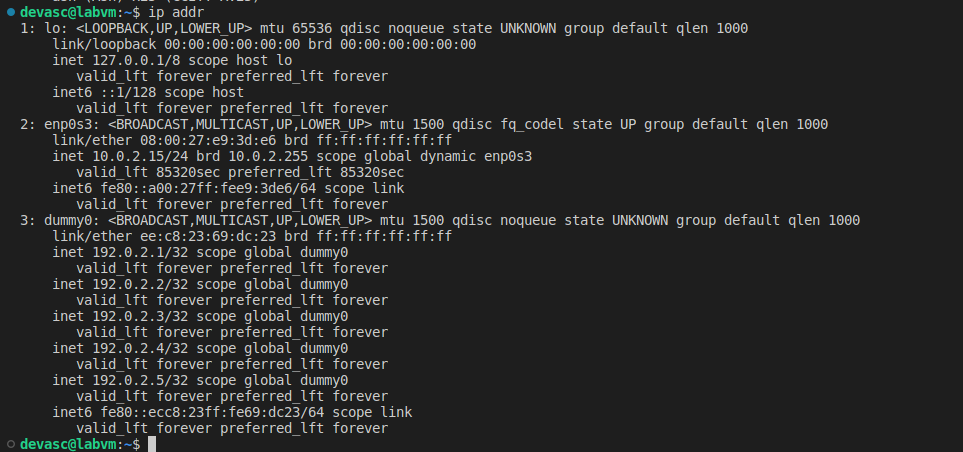 devasc@labvm:~$ ip addr
1: lo: <LOOPBACK,UP,LOWER_UP> mtu 65536 qdisc noqueue state UNKNOWN group default qlen 1000
link/loopback 00:00:00:00:00:00 brd 00:00:00:00:00:00
inet 127.0.0.1/8 scope host lo
valid_lft forever preferred_lft forever
inet6 ::1/128 scope host
valid_lft forever preferred_lft forever
2: enp0s3: <BROADCAST,MULTICAST,UP,LOWER_UP> mtu 1500 qdisc fq_codel state UP group default qlen 1000
link/ether 08:00:27:e9:3d:e6 brd ff:ff:ff:ff:ff:ff
inet 10.0.2.15/24 brd 10.0.2.255 scope global dynamic enp0s3
valid_lft 85320sec preferred_lft 85320sec
inet6 fe80::a00:27ff:fee9:3de6/64 scope link
valid_lft forever preferred_lft forever
3: dummy0: <BROADCAST,MULTICAST,UP,LOWER_UP> mtu 1500 qdisc noqueue state UNKNOWN group default qlen 1000
link/ether ee:c8:23:69:dc:23 brd ff:ff:ff:ff:ff:ff
inet 192.0.2.1/32 scope global dummy0
valid_lft forever preferred_lft forever
inet 192.0.2.2/32 scope global dummy0
valid_lft forever preferred_lft forever
inet 192.0.2.3/32 scope global dummy0
valid_lft forever preferred_lft forever
inet 192.0.2.4/32 scope global dummy0
valid_lft forever preferred_lft forever
inet 192.0.2.5/32 scope global dummy0
valid_lft forever preferred_lft forever
inet6 fe80::ecc8:23ff:fe69:dc23/64 scope link
valid_lft forever preferred_lft forever
devasc@labvm:~$